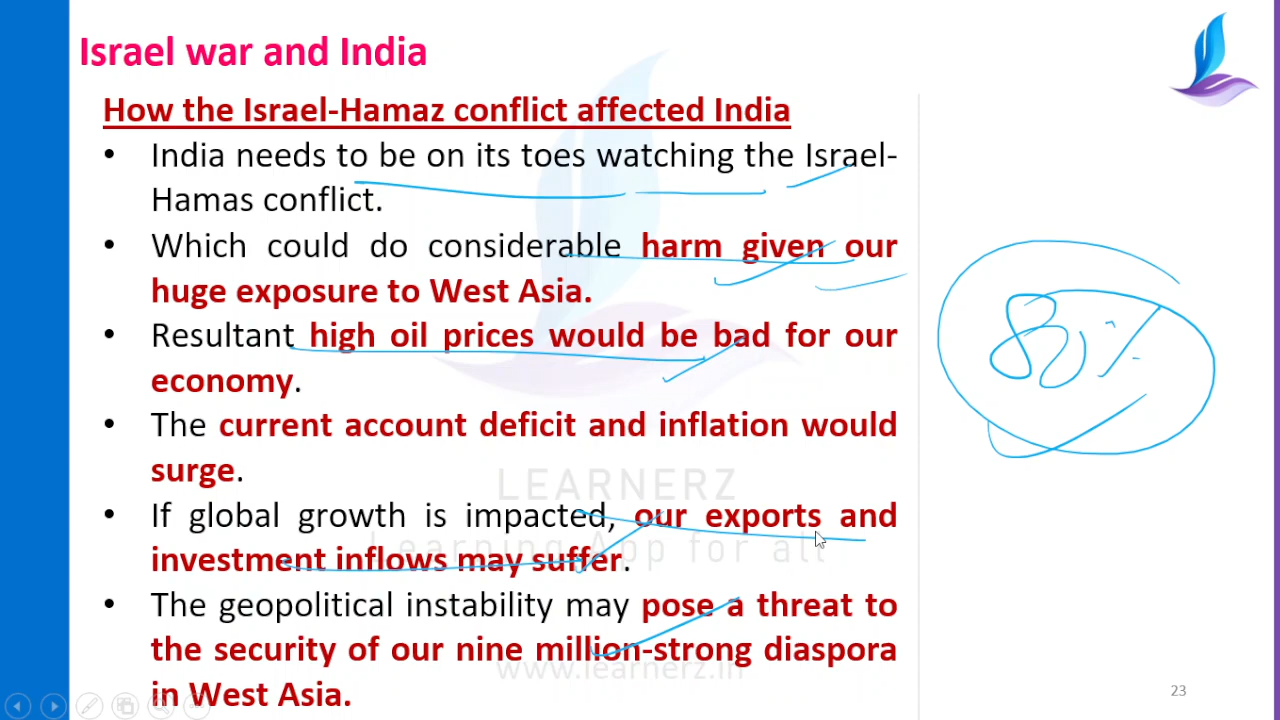 Israel war and India
How the Israel-Hamaz conflict affected India
• India needs to be on its toes watching the Israel-
Hamas conflict.
• Which could do considerable harm given our
huge exposure to West Asia.
• Resultant high oil prices would be bad for our
economy.
• The current account deficit and inflation would
surge.
• If global growth is impacted, our exports and
investment inflows may suffer.
• The geopolitical instability may pose a threat to
the security of our nine million-strong diaspora
in West Asia.
80%
LEARNERZ
Learning App for all
www.learnerz.in
23